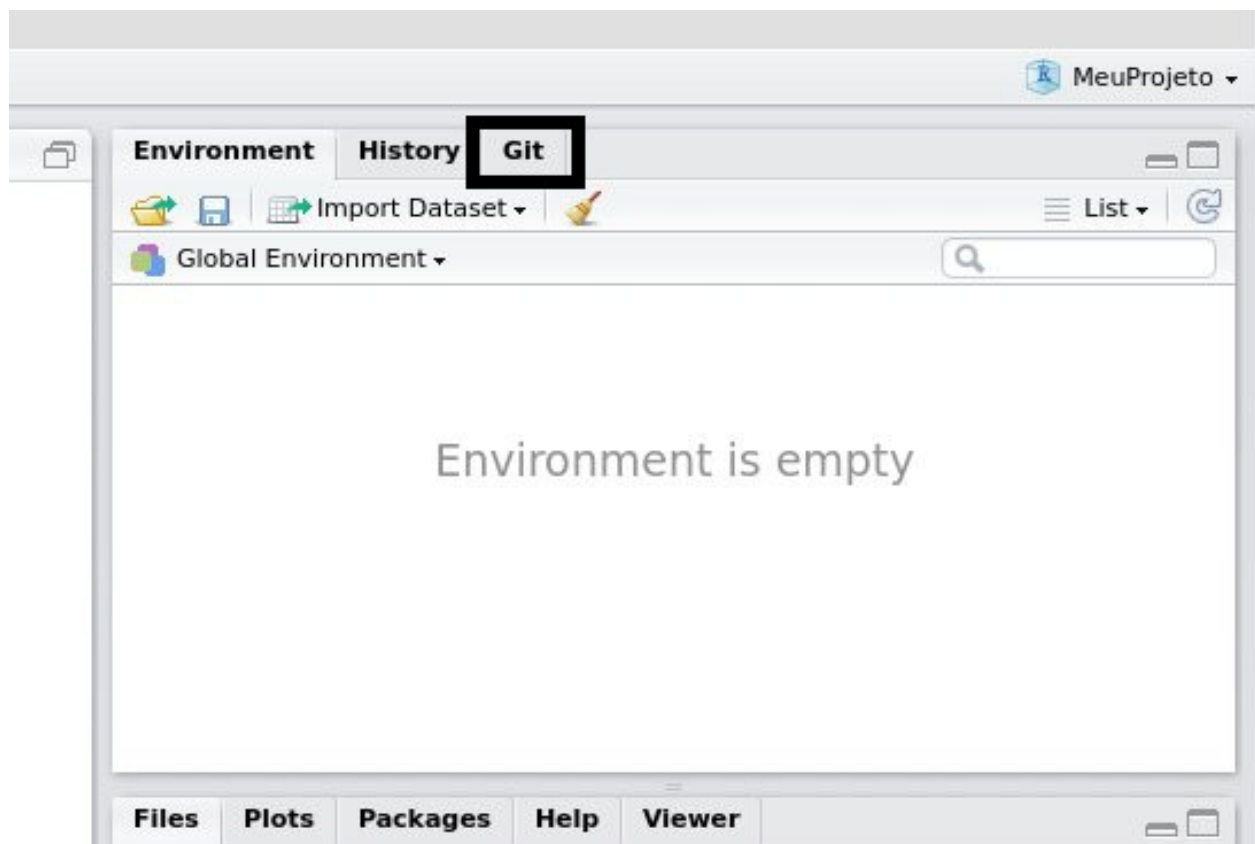 MeuProjeto
Environment History Git
Import Dataset List
Global Environment
Environment is empty
Files Plots Packages Help Viewer